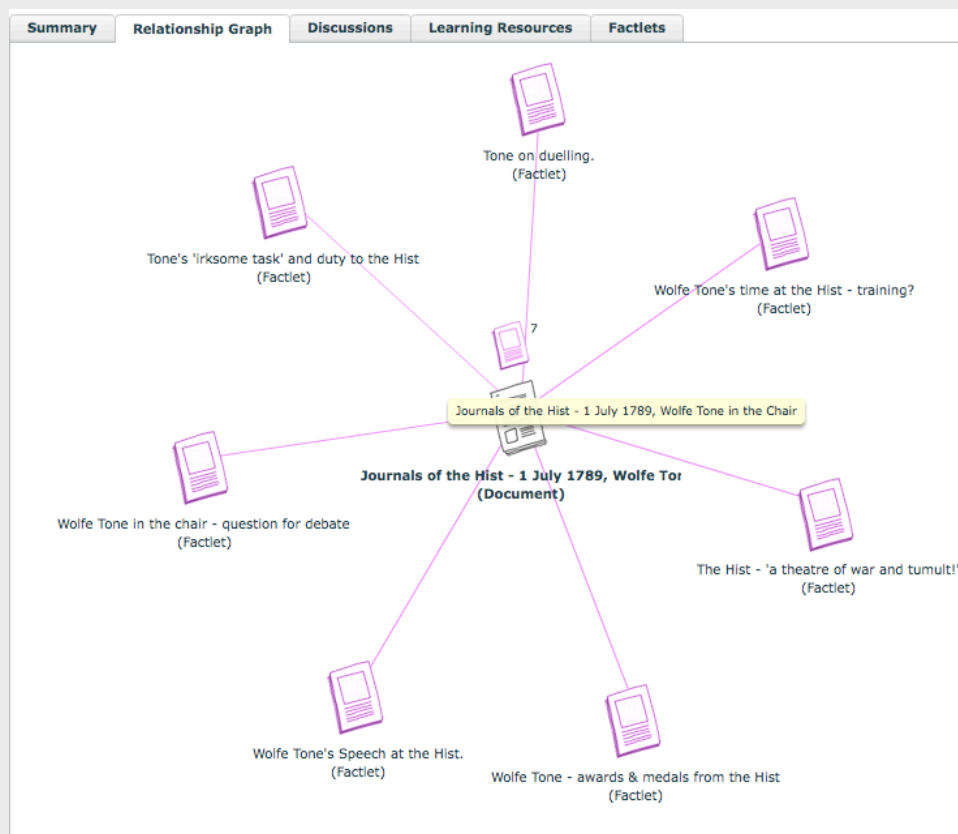 Summary
Relationship Graph
Discussions
Learning Resources
Factlets
Tone on duelling.
(Factlet)
Tone's 'irksome task' and duty to the Hist
(Factlet)
Wolfe Tone's time at the Hist - training?
(Factlet)
7
Journals of the Hist - 1 July 1789, Wolfe Tone in the Chair
Journals of the Hist - 1 July 1789, Wolfe Tor
(Document)
Wolfe Tone in the chair - question for debate
(Factlet)
The Hist - 'a theatre of war and tumult!'
(Factlet)
Wolfe Tone's Speech at the Hist.
(Factlet)
Wolfe Tone - awards & medals from the Hist
(Factlet)